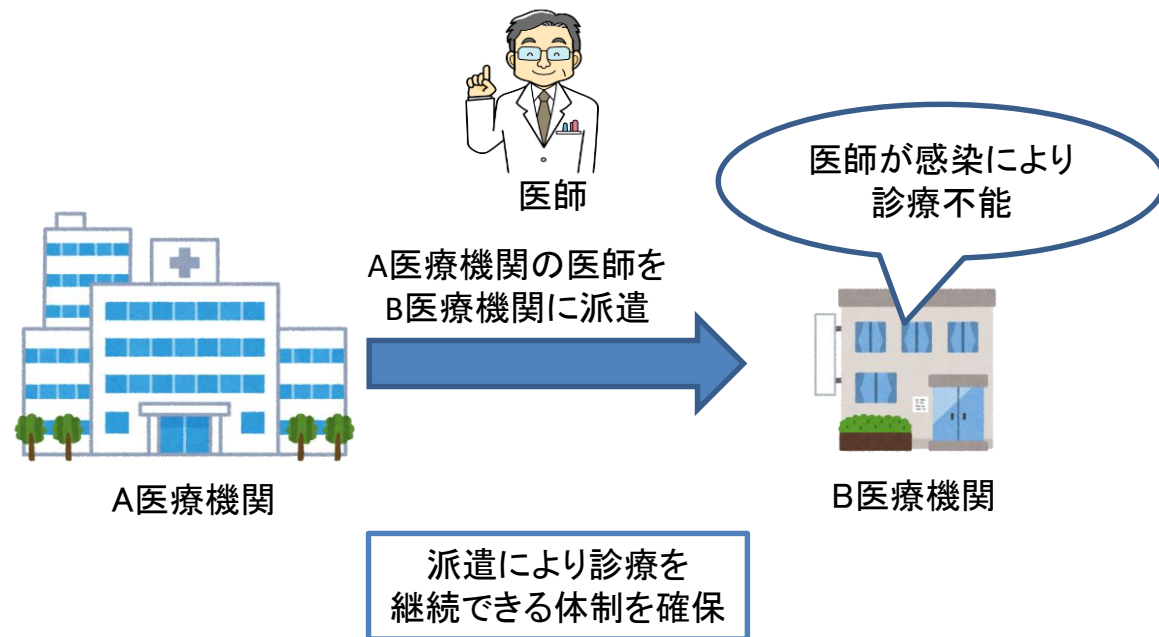 医師
医師が感染により
診療不能
A医療機関の医師を
B医療機関に派遣
A医療機関
B医療機関
派遣により診療を
継続できる体制を確保